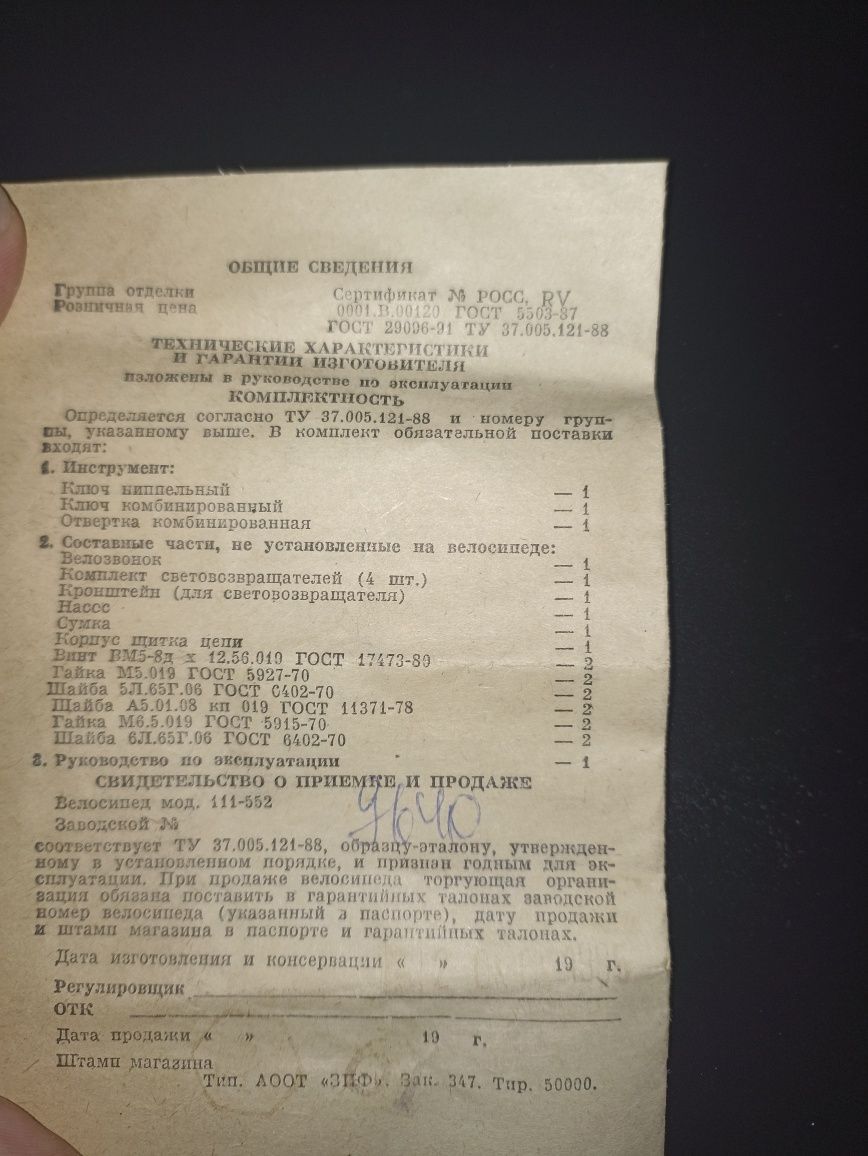 ОБЩИЕ СВЕДЕНИЯ
Группа отделки Сертификат № РОСС, RV
Розничная цена 0001.В.00120 ГОСТ 5503-87
ГОСТ 29096-91 ТУ 37.005.121-88
ТЕХНИЧЕСКИЕ ХАРАКТЕРИСТИКИ
И ГАРАНТИИ ИЗГОТОВИТЕЛЯ
изложены в руководстве по эксплуатации
КОМПЛЕКТНОСТЬ
Определяется согласно ТУ 37.005.121-88 и номеру груп-
пы, указанному выше. В комплект обязательной поставки
входят:
1. Инструмент:
Ключ ниппельный — 1
Ключ комбинированный — 1
Отвертка комбинированная — 1
2. Составные части, не установленные на велосипеде:
Велозвонок — 1
Комплект световозвращателей (4 шт.) — 1
Кронштейн (для световозвращателя) — 1
Насос — 1
Сумка — 1
Корпус щитка цепи — 1
Винт ВМ5-8д х 12.56.019 ГОСТ 17473-80 — 2
Гайка М5.019 ГОСТ 5927-70 — 2
Шайба 5Л.65Г.06 ГОСТ 6402-70 — 2
Шайба А5.01.08 кп 019 ГОСТ 11371-78 — 2
Гайка М6.5.019 ГОСТ 5915-70 — 2
Шайба 6Л.65Г.06 ГОСТ 6402-70 — 2
3. Руководство по эксплуатации — 1
СВИДЕТЕЛЬСТВО О ПРИЕМКЕ И ПРОДАЖЕ
Велосипед мод. 111-552
Заводской № 7640
соответствует ТУ 37.005.121-88, образцу-эталону, утвержден-
ному в установленном порядке, и признан годным для эк-
сплуатации. При продаже велосипеда торгующая органи-
зация обязана поставить в гарантийных талонах заводской
номер велосипеда (указанный в паспорте), дату продажи
и штамп магазина в паспорте и гарантийных талонах.
Дата изготовления и консервации « » 19 г.
Регулировщик
ОТК
Дата продажи « » 19 г.
Штамп магазина
Тип. АООТ «ЗПФ». Зак. 347. Тир. 50000.